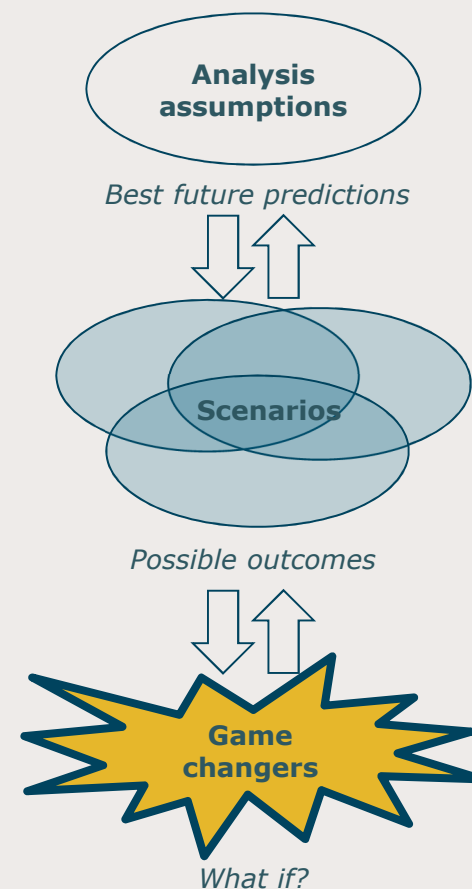 Analysis
assumptions
Best future predictions
Scenarios
Possible outcomes
Game
changers
What if?